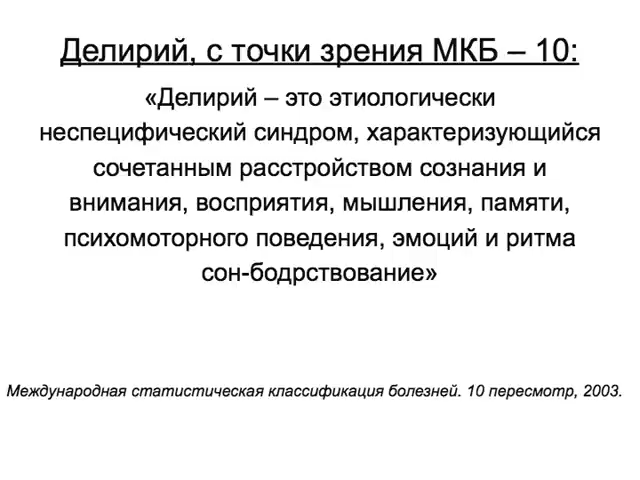 Делирий, с точки зрения МКБ – 10:
«Делирий – это этиологически
неспецифический синдром, характеризующийся
сочетанным расстройством сознания и
внимания, восприятия, мышления, памяти,
психомоторного поведения, эмоций и ритма
сон-бодрствование»
Международная статистическая классификация болезней. 10 пересмотр, 2003.